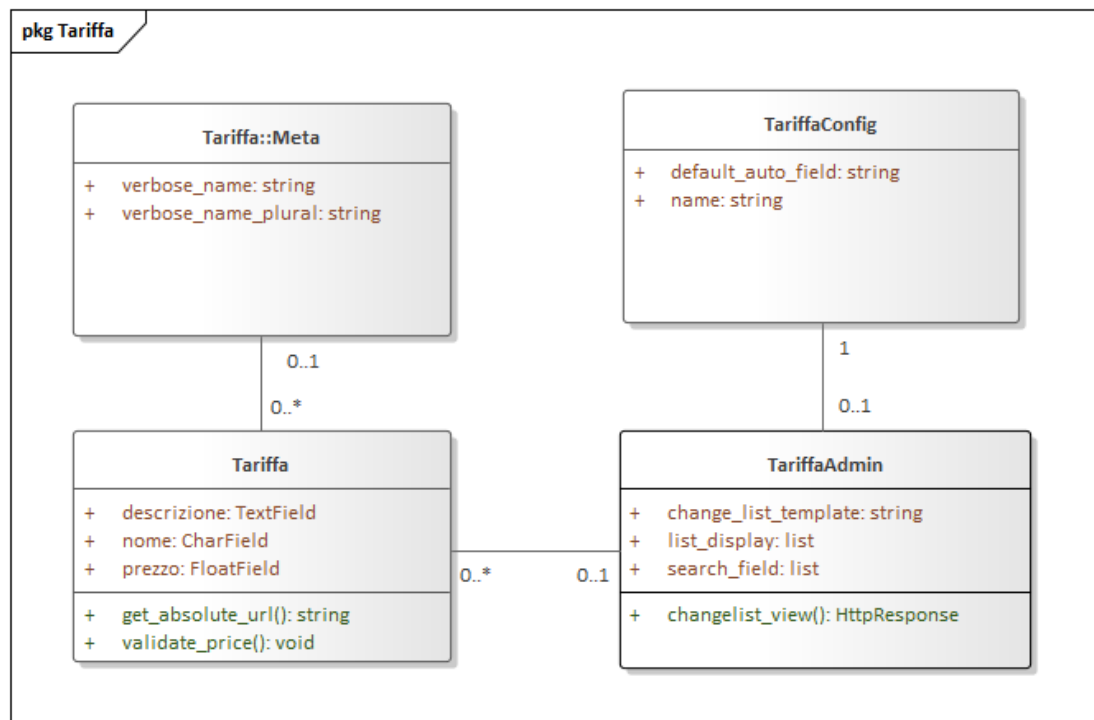 pkg Tariffa
Tariffa::Meta
+ verbose_name: string
+ verbose_name_plural: string
TariffaConfig
+ default_auto_field: string
+ name: string
0..1
0..*
1
0..1
Tariffa
+ descrizione: TextField
+ nome: CharField
+ prezzo: FloatField
+ get_absolute_url(): string
+ validate_price(): void
0..*
0..1
TariffaAdmin
+ change_list_template: string
+ list_display: list
+ search_field: list
+ changelist_view(): HttpResponse